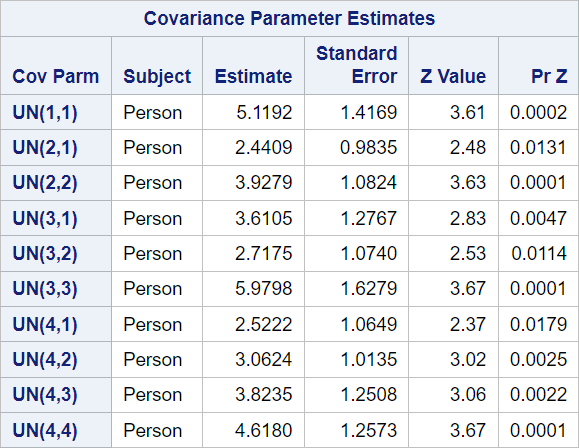 Covariance Parameter Estimates
Cov Parm Subject Estimate Standard Error Z Value Pr Z
UN(1,1) Person 5.1192 1.4169 3.61 0.0002
UN(2,1) Person 2.4409 0.9835 2.48 0.0131
UN(2,2) Person 3.9279 1.0824 3.63 0.0001
UN(3,1) Person 3.6105 1.2767 2.83 0.0047
UN(3,2) Person 2.7175 1.0740 2.53 0.0114
UN(3,3) Person 5.9798 1.6279 3.67 0.0001
UN(4,1) Person 2.5222 1.0649 2.37 0.0179
UN(4,2) Person 3.0624 1.0135 3.02 0.0025
UN(4,3) Person 3.8235 1.2508 3.06 0.0022
UN(4,4) Person 4.6180 1.2573 3.67 0.0001